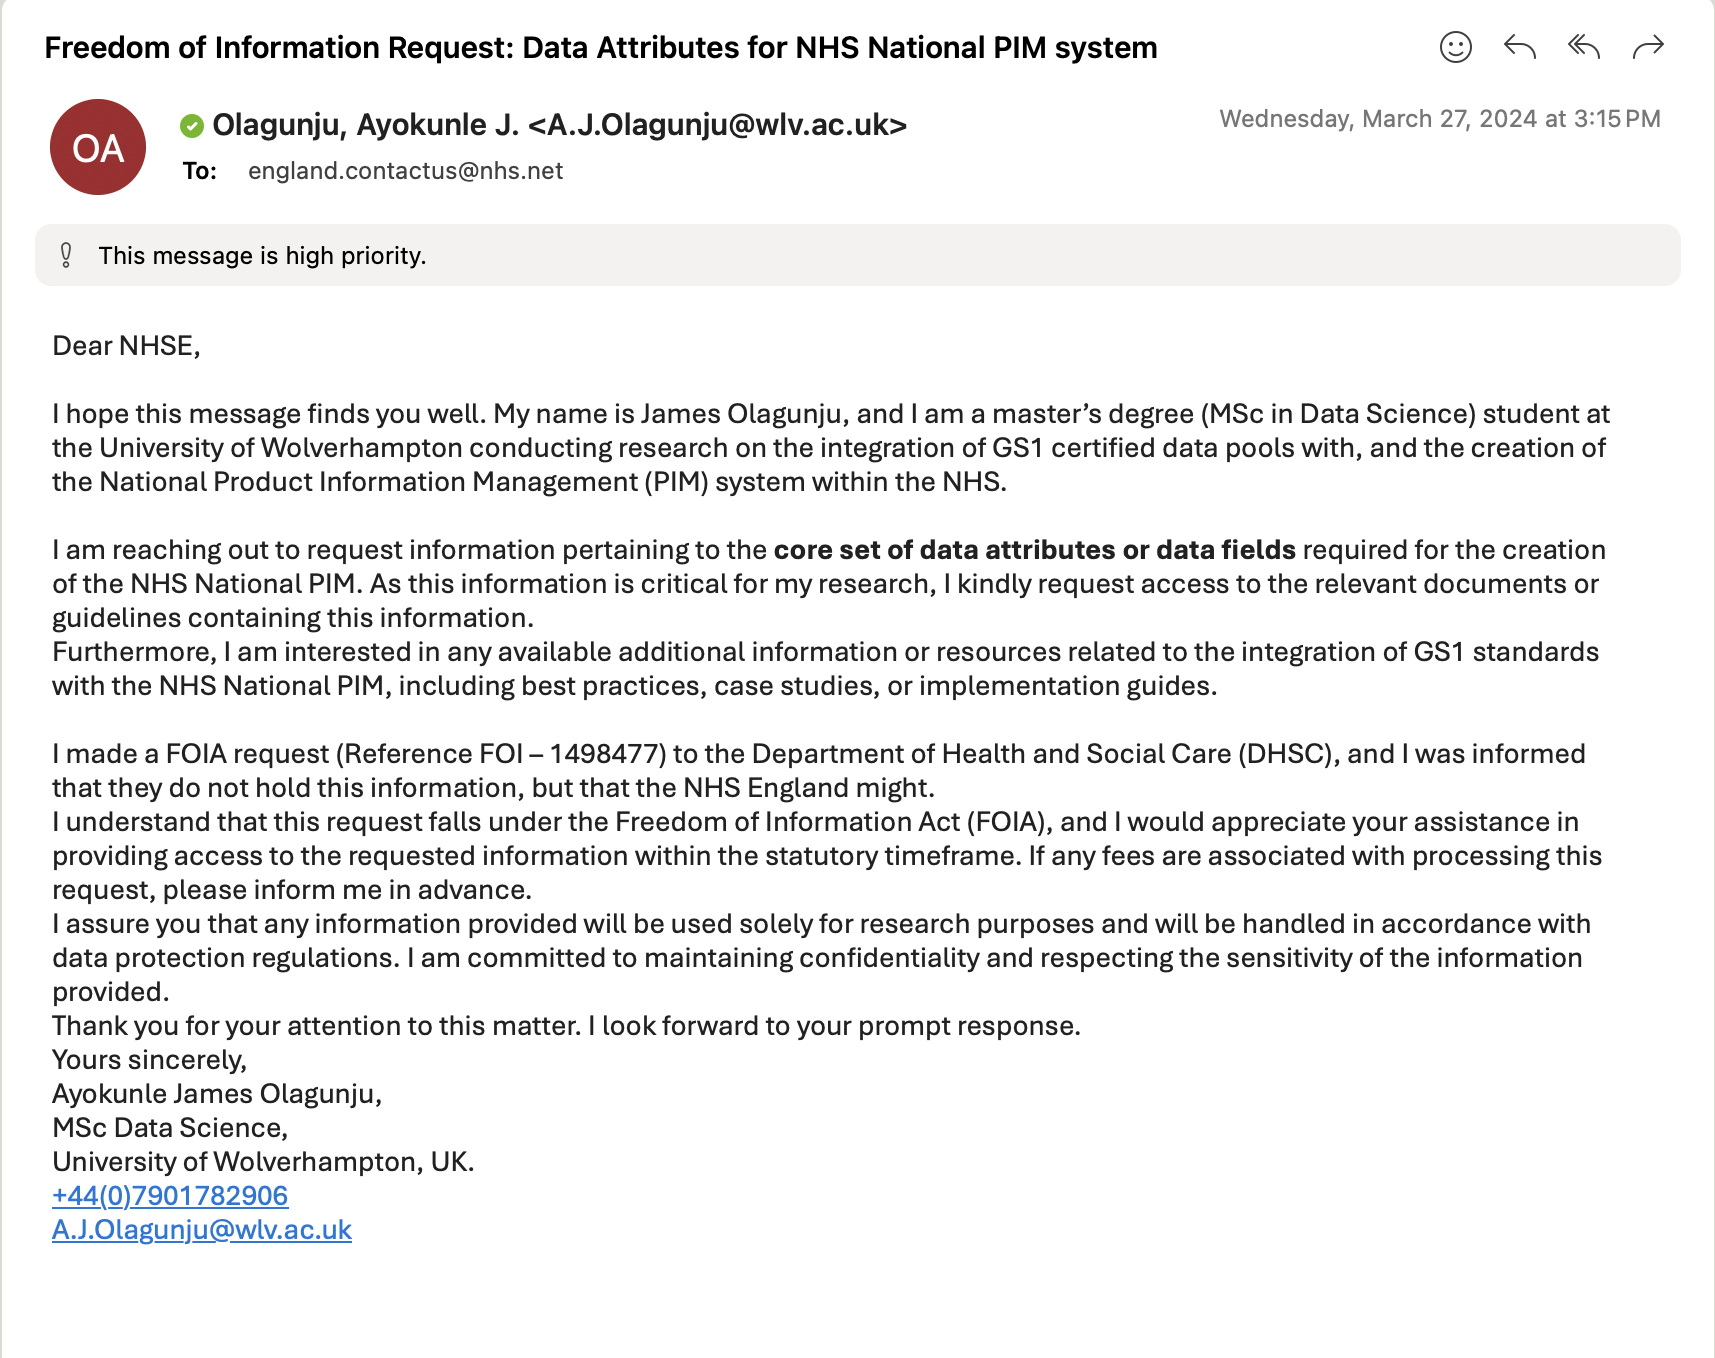 Freedom of Information Request: Data Attributes for NHS National PIM system
OA
Olagunju, Ayokunle J. <A.J.Olagunju@wlv.ac.uk>
Wednesday, March 27, 2024 at 3:15 PM
To: england.contactus@nhs.net
This message is high priority.
Dear NHSE,
I hope this message finds you well. My name is James Olagunju, and I am a master’s degree (MSc in Data Science) student at
the University of Wolverhampton conducting research on the integration of GS1 certified data pools with, and the creation of
the National Product Information Management (PIM) system within the NHS.
I am reaching out to request information pertaining to the core set of data attributes or data fields required for the creation
of the NHS National PIM. As this information is critical for my research, I kindly request access to the relevant documents or
guidelines containing this information.
Furthermore, I am interested in any available additional information or resources related to the integration of GS1 standards
with the NHS National PIM, including best practices, case studies, or implementation guides.
I made a FOIA request (Reference FOI – 1498477) to the Department of Health and Social Care (DHSC), and I was informed
that they do not hold this information, but that the NHS England might.
I understand that this request falls under the Freedom of Information Act (FOIA), and I would appreciate your assistance in
providing access to the requested information within the statutory timeframe. If any fees are associated with processing this
request, please inform me in advance.
I assure you that any information provided will be used solely for research purposes and will be handled in accordance with
data protection regulations. I am committed to maintaining confidentiality and respecting the sensitivity of the information
provided.
Thank you for your attention to this matter. I look forward to your prompt response.
Yours sincerely,
Ayokunle James Olagunju,
MSc Data Science,
University of Wolverhampton, UK.
+44(0)7901782906
A.J.Olagunju@wlv.ac.uk